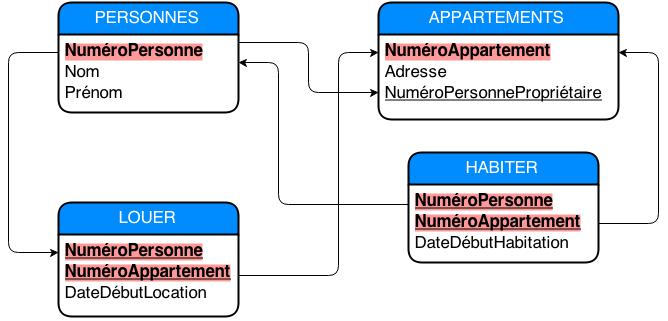 PERSONNES
NuméroPersonne
Nom
Prénom
APPARTEMENTS
NuméroAppartement
Adresse
NuméroPersonnePropriétaire
HABITER
NuméroPersonne
NuméroAppartement
DateDébutHabitation
LOUER
NuméroPersonne
NuméroAppartement
DateDébutLocation